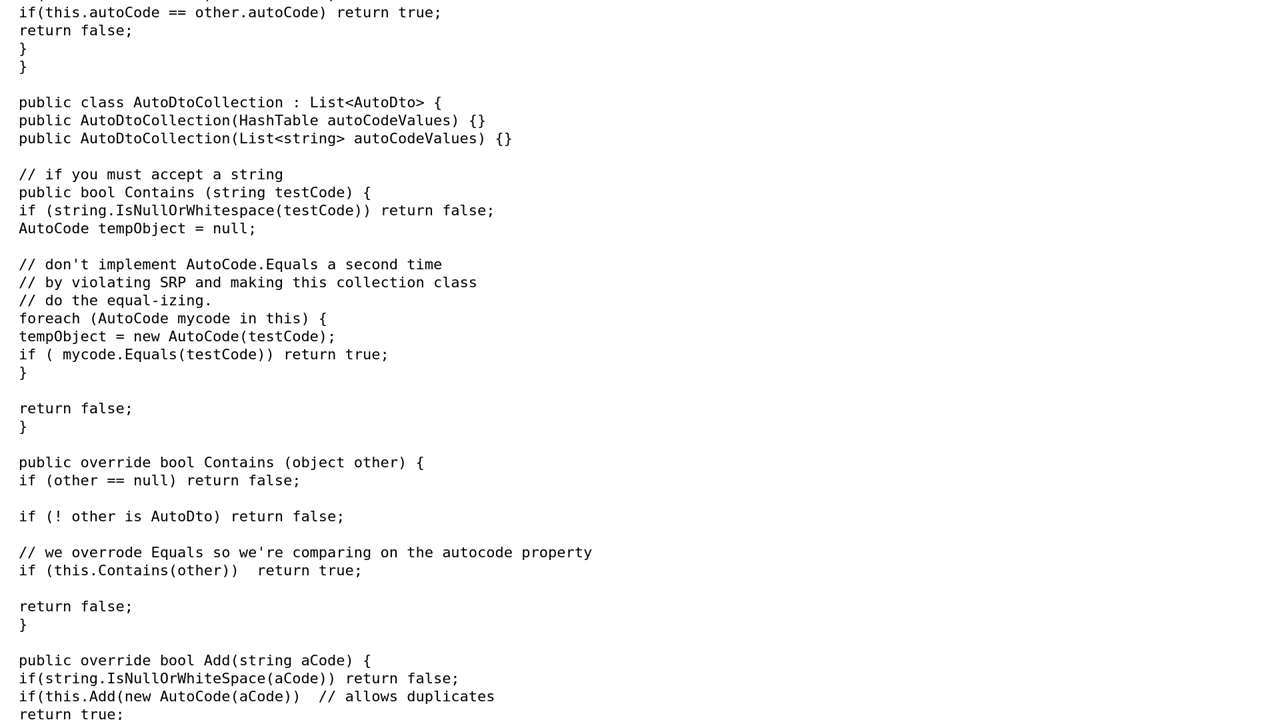 if(this.autoCode == other.autoCode) return true;
return false;
}
}
public class AutoDtoCollection : List<AutoDto> {
public AutoDtoCollection(HashTable autoCodeValues) {}
public AutoDtoCollection(List<string> autoCodeValues) {}
// if you must accept a string
public bool Contains (string testCode) {
if (string.IsNullOrWhitespace(testCode)) return false;
AutoCode tempObject = null;
// don't implement AutoCode.Equals a second time
// by violating SRP and making this collection class
// do the equal-izing.
foreach (AutoCode mycode in this) {
tempObject = new AutoCode(testCode);
if ( mycode.Equals(testCode)) return true;
}
return false;
}
public override bool Contains (object other) {
if (other == null) return false;
if (! other is AutoDto) return false;
// we overrode Equals so we're comparing on the autocode property
if (this.Contains(other))  return true;
return false;
}
public override bool Add(string aCode) {
if(string.IsNullOrWhiteSpace(aCode)) return false;
if(this.Add(new AutoCode(aCode))  // allows duplicates
return true;